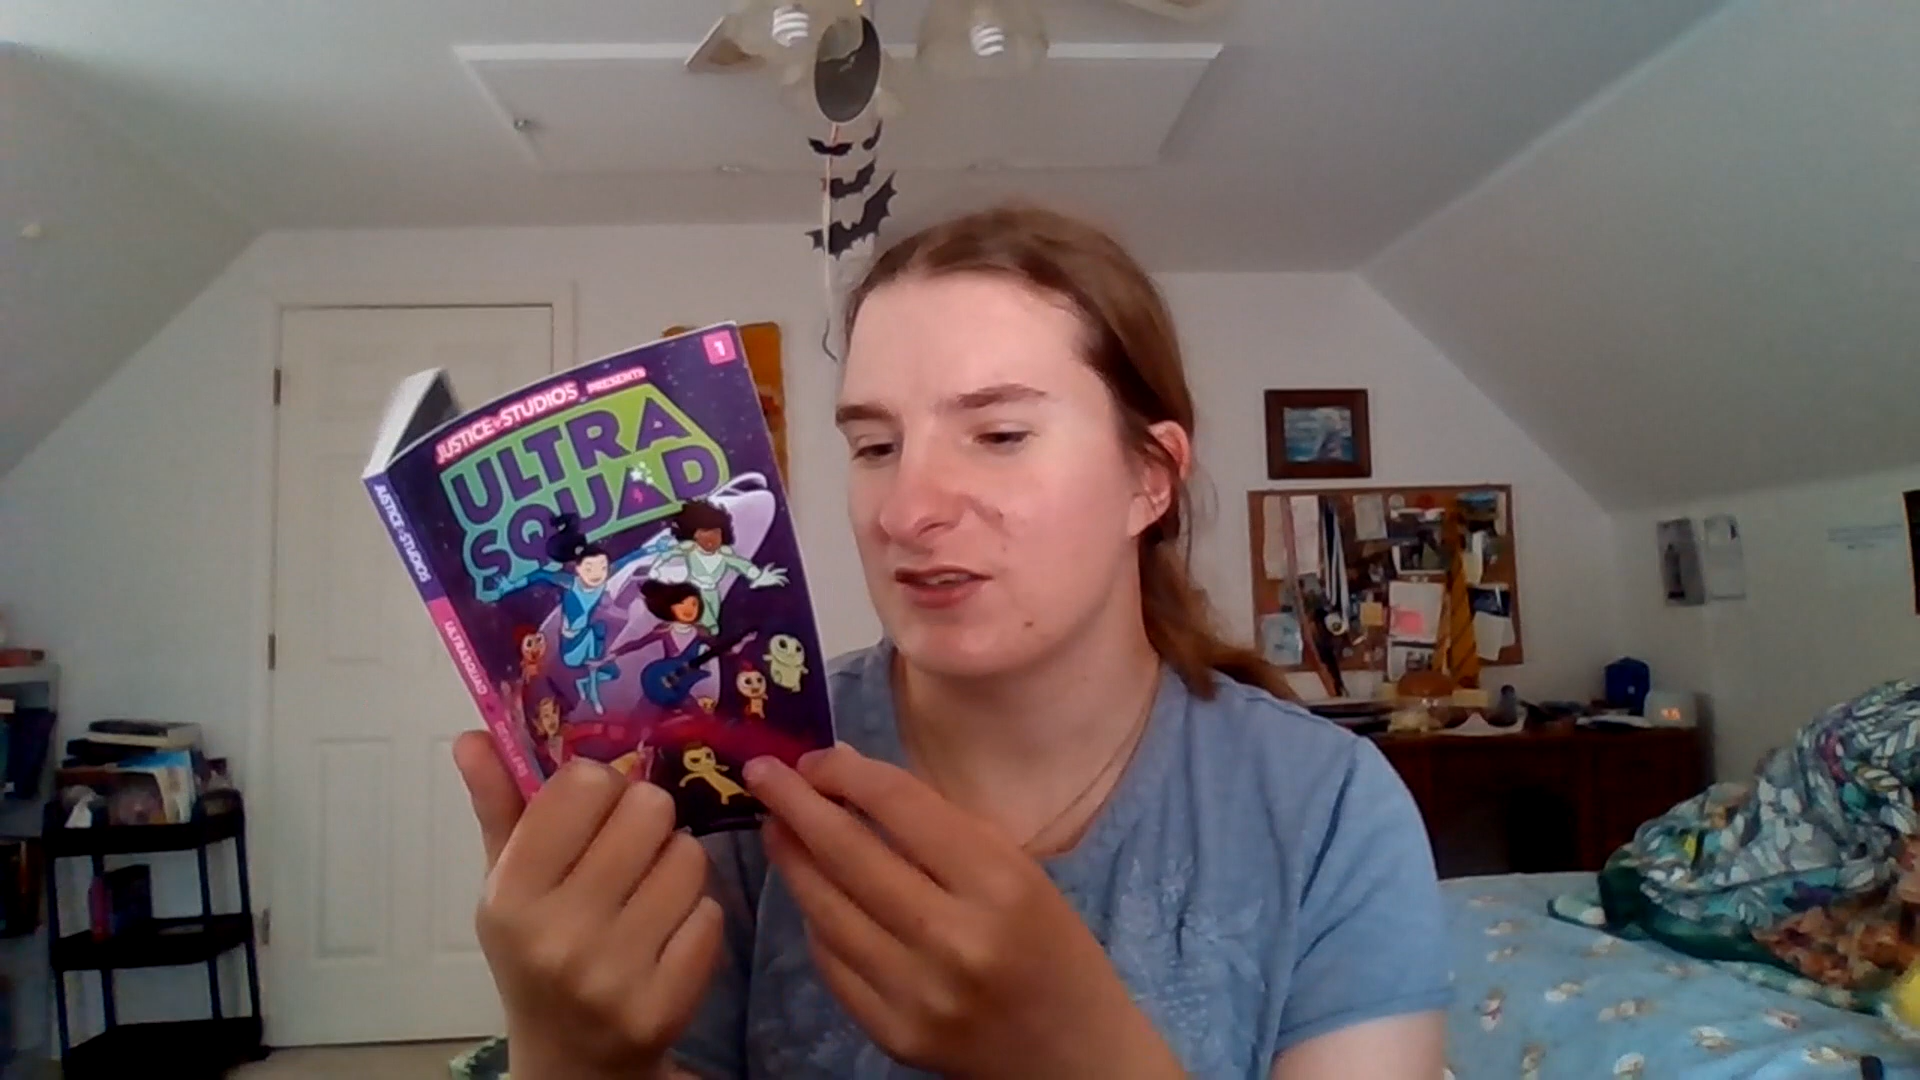 1
JUSTICE STUDIOS PRESENTS
ULTRA
SQUAD
JUSTICE STUDIOS
ULTRASQUAD